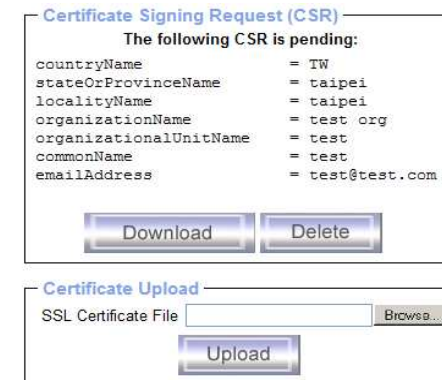 Certificate Signing Request (CSR)
The following CSR is pending:
countryName = TW
stateOrProvinceName = taipei
localityName = taipei
organizationName = test org
organizationalUnitName = test
commonName = test
emailAddress = test@test.com
Download Delete
Certificate Upload
SSL Certificate File Browse...
Upload